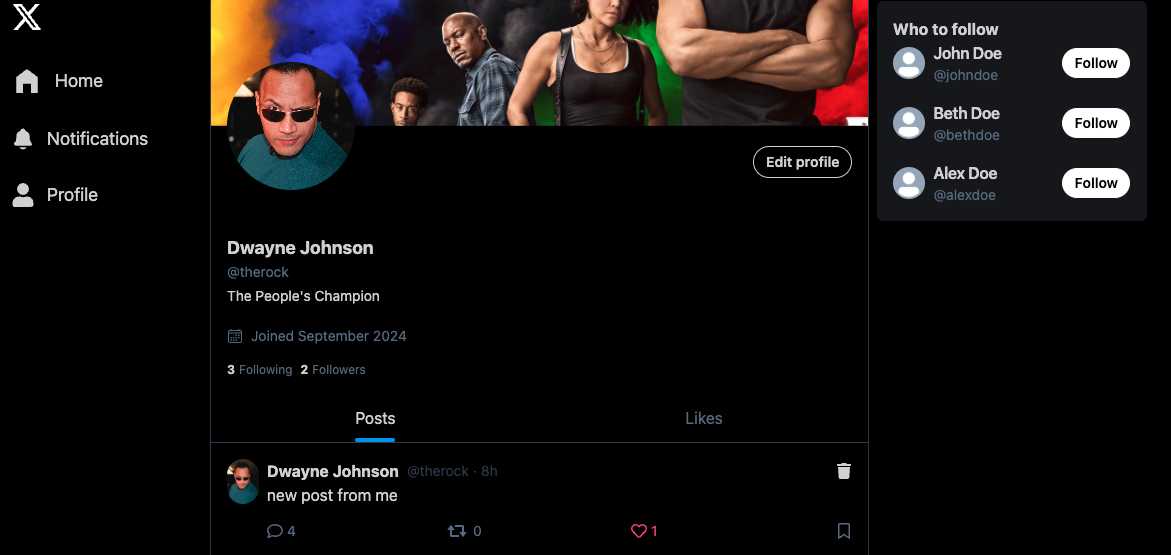 Home
Notifications
Profile
Edit profile
Dwayne Johnson
@therock
The People's Champion
Joined September 2024
3 Following 2 Followers
Posts Likes
Dwayne Johnson @therock · 8h
new post from me
4 0 1
Who to follow
John Doe
@johndoe
Follow
Beth Doe
@bethdoe
Follow
Alex Doe
@alexdoe
Follow